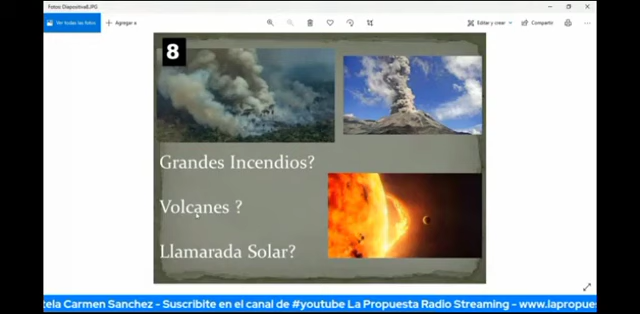 Fotos: Diapositiva8.JPG
Ver todas las fotos
Agregar a
Editar y crear
Compartir
8
Grandes Incendios?
Volcanes ?
Llamarada Solar?
tela Carmen Sanchez - Suscribite en el canal de #youtube La Propuesta Radio Streaming - www.lapropues